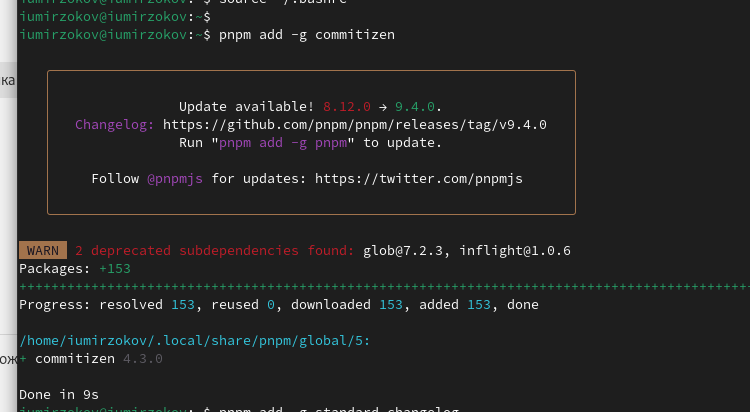 iumirzokov@iumirzokov:~$
iumirzokov@iumirzokov:~$ pnpm add -g commitizen
Update available! 8.12.0 → 9.4.0.
Changelog: https://github.com/pnpm/pnpm/releases/tag/v9.4.0
Run "pnpm add -g pnpm" to update.
Follow @pnpmjs for updates: https://twitter.com/pnpmjs
WARN 2 deprecated subdependencies found: glob@7.2.3, inflight@1.0.6
Packages: +153
++++++++++++++++++++++++++++++++++++++++++++++++++++++++++++++++++++++++++++++++++++++++++++
Progress: resolved 153, reused 0, downloaded 153, added 153, done
/home/iumirzokov/.local/share/pnpm/global/5:
+ commitizen 4.3.0
Done in 9s
iumirzokov@iumirzokov:~$ pnpm add -g standard-changelog